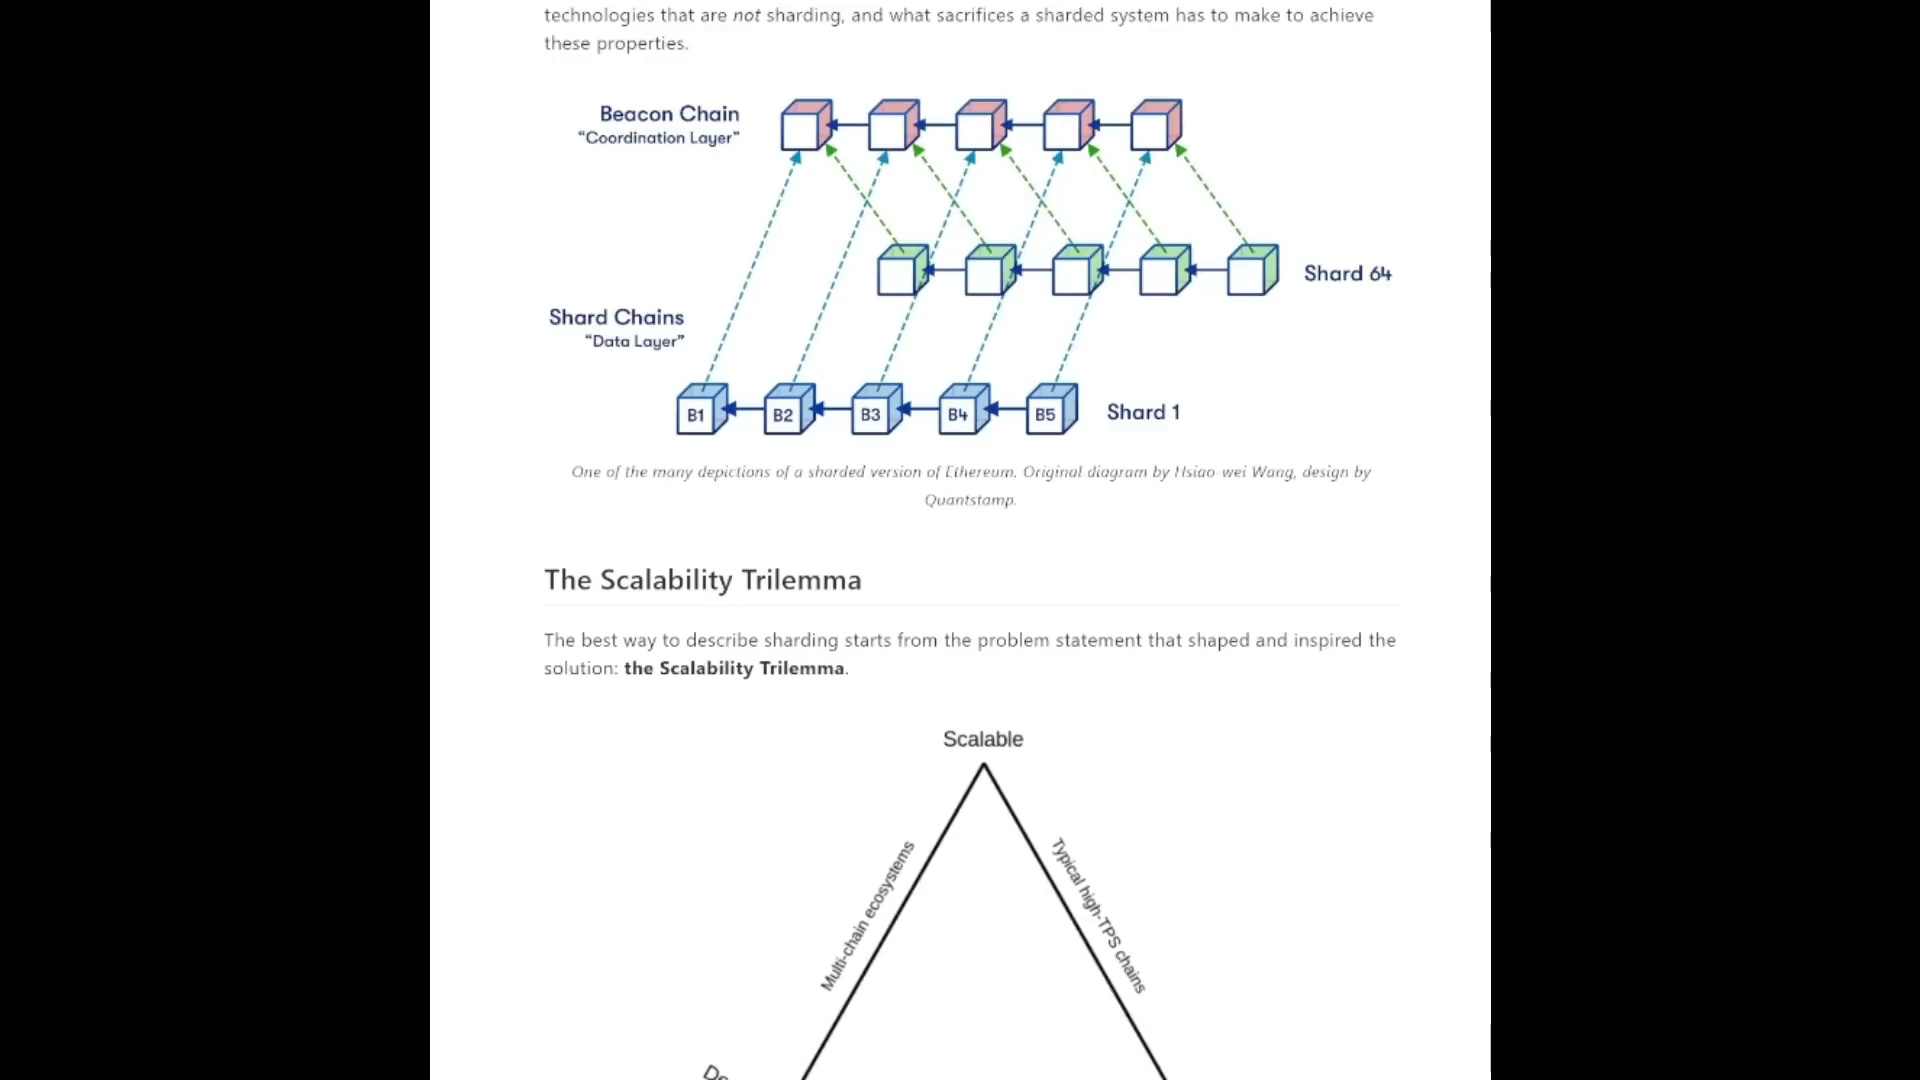 technologies that are not sharding, and what sacrifices a sharded system has to make to achieve
these properties.
Beacon Chain
“Coordination Layer”
Shard 64
Shard Chains
“Data Layer”
B1 B2 B3 B4 B5 Shard 1
One of the many depictions of a sharded version of Ethereum. Original diagram by Hsiao-wei Wang, design by
Quantstamp.
The Scalability Trilemma
The best way to describe sharding starts from the problem statement that shaped and inspired the
solution: the Scalability Trilemma.
Scalable
Multi-chain ecosystems
Typical high-TPS chains